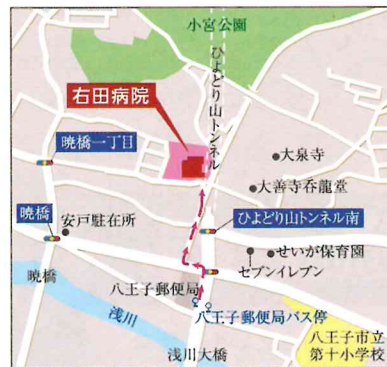 小宮公園
ひよどり山トンネル
右田病院
暁橋一丁目
大泉寺
大善寺呑龍堂
暁橋
安戸駐在所
ひよどり山トンネル南
せいが保育園
セブンイレブン
暁橋
八王子郵便局
浅川
八王子郵便局バス停
八王子市立
第十小学校
浅川大橋